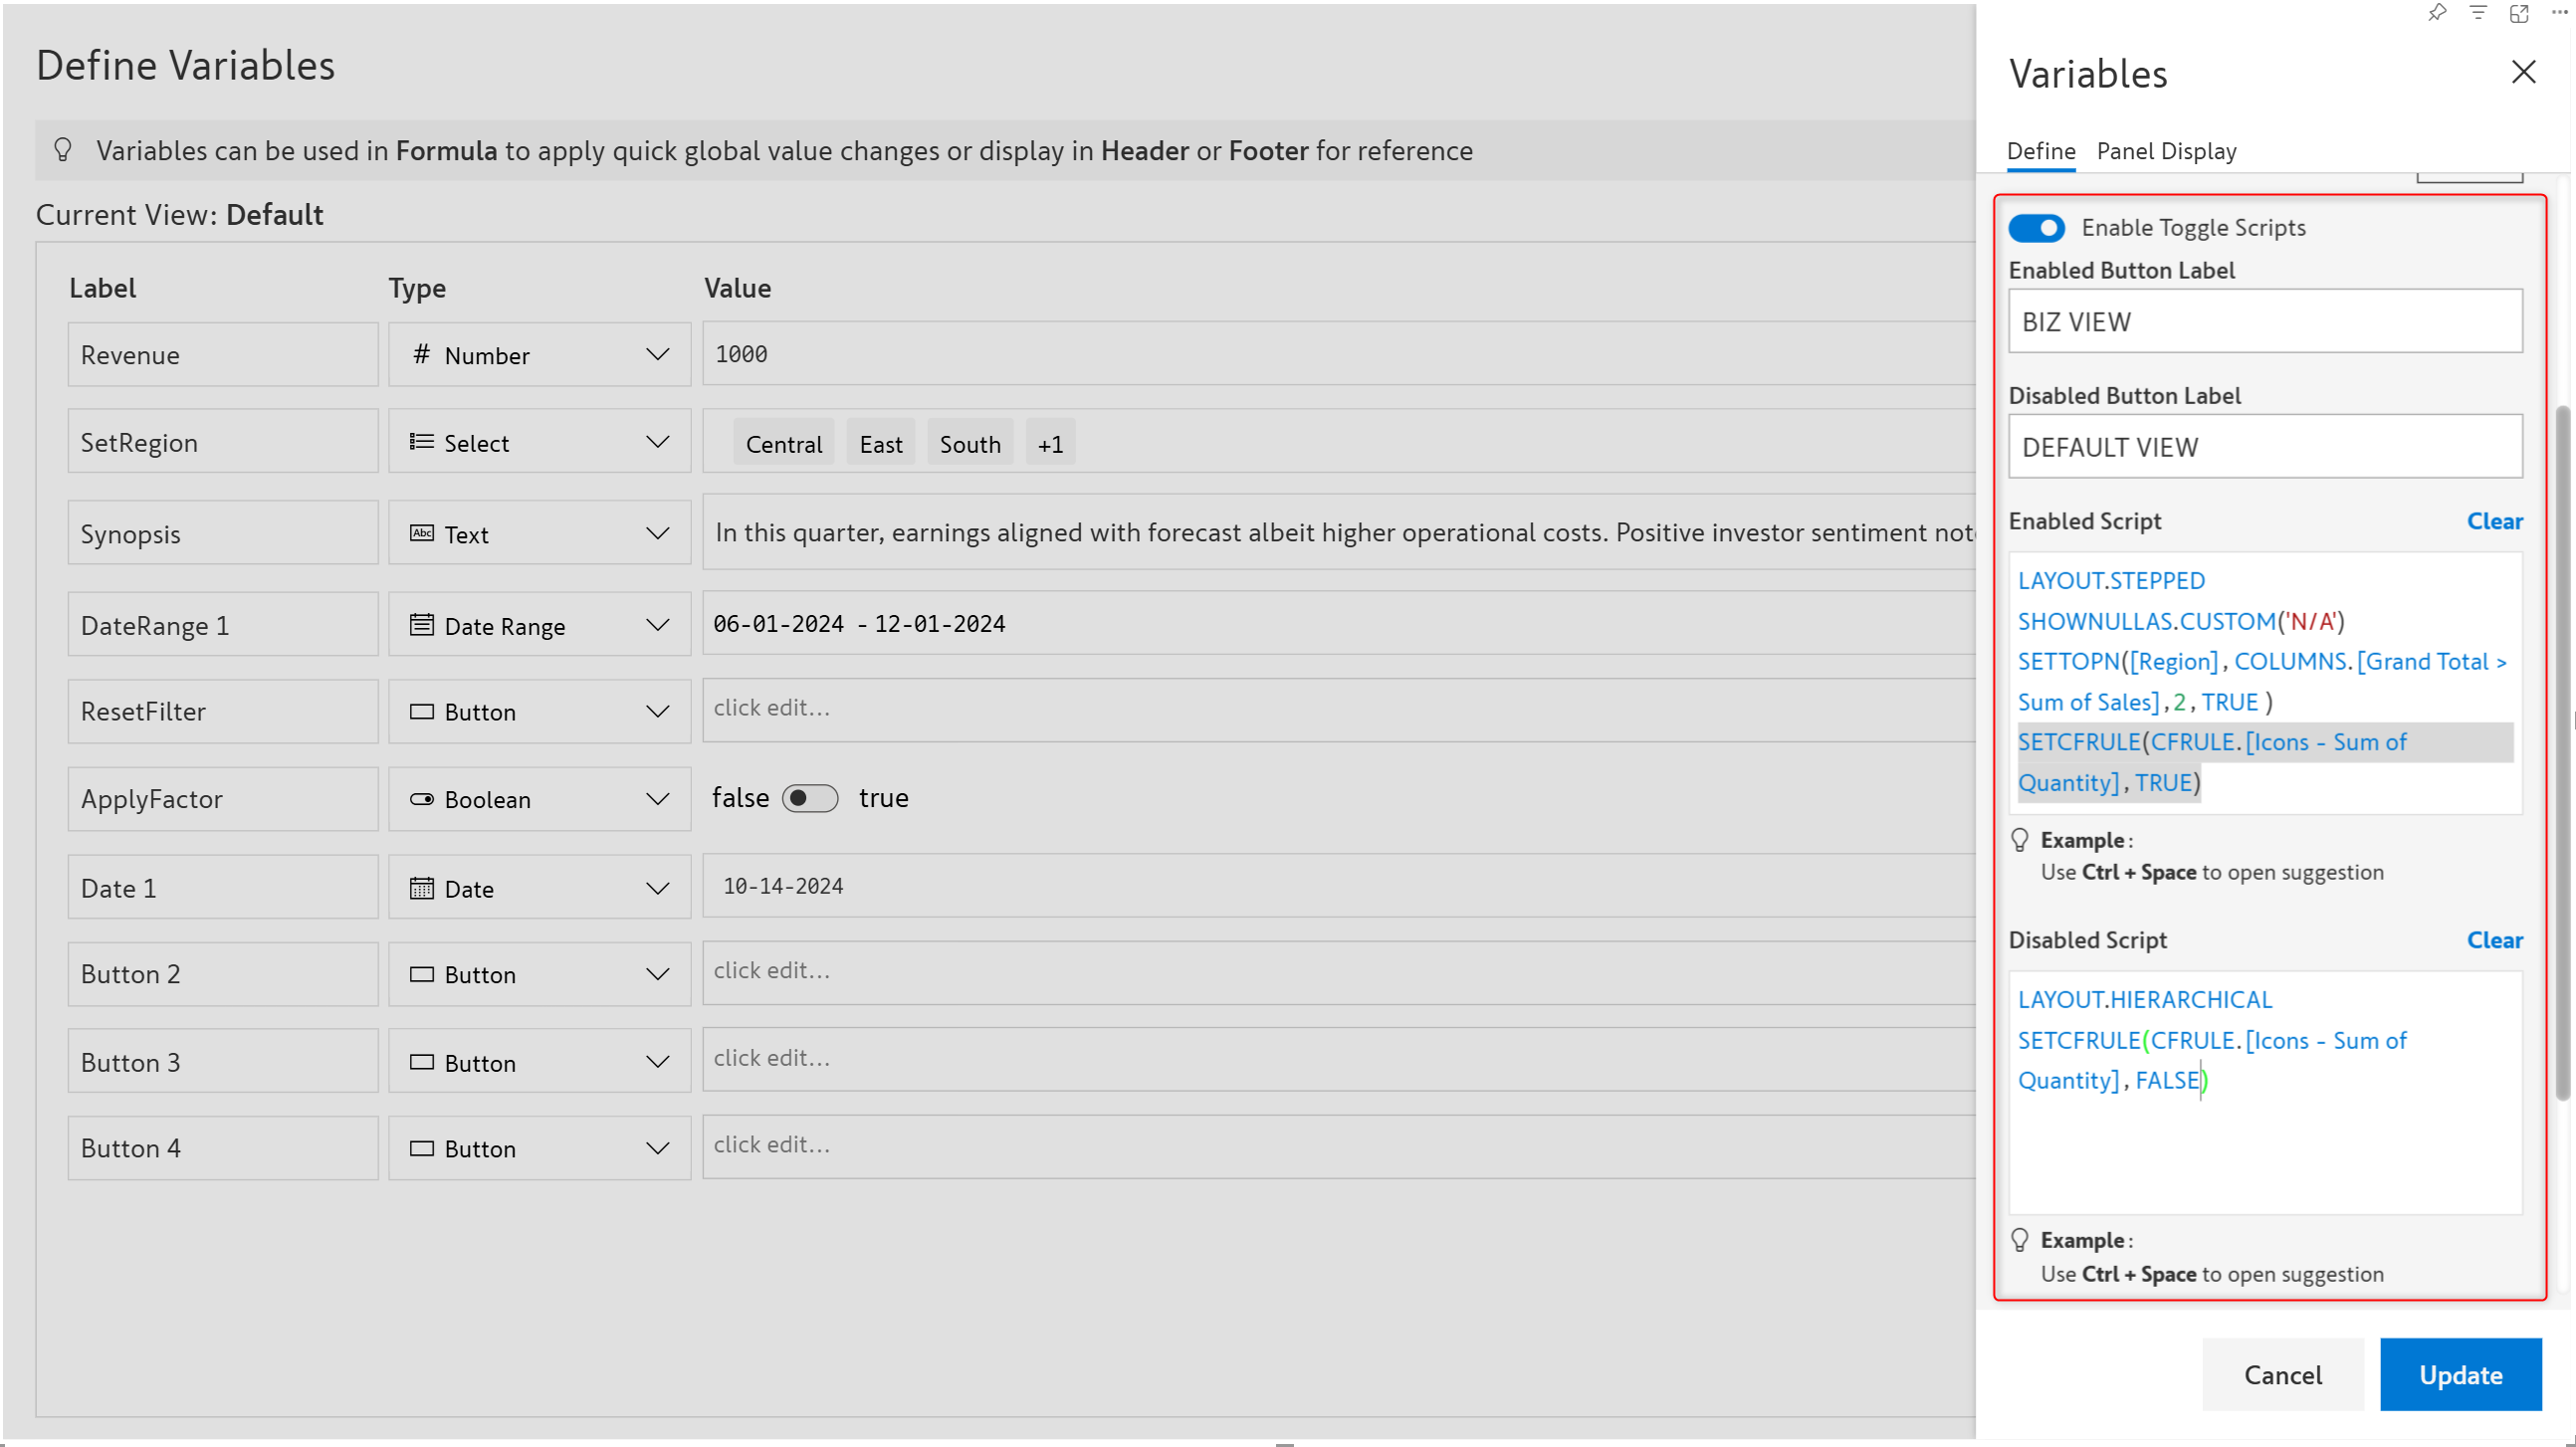 Define Variables
Variables can be used in Formula to apply quick global value changes or display in Header or Footer for reference
Current View: Default
Label Type Value
Revenue # Number 1000
SetRegion Select Central East South +1
Synopsis Abc Text In this quarter, earnings aligned with forecast albeit higher operational costs. Positive investor sentiment note
DateRange 1 Date Range 06-01-2024 - 12-01-2024
ResetFilter Button click edit...
ApplyFactor Boolean false true
Date 1 Date 10-14-2024
Button 2 Button click edit...
Button 3 Button click edit...
Button 4 Button click edit...
Variables
Define Panel Display
Enable Toggle Scripts
Enabled Button Label
BIZ VIEW
Disabled Button Label
DEFAULT VIEW
Enabled Script Clear
LAYOUT.STEPPED
SHOWNULLAS.CUSTOM('N/A')
SETTOPN([Region],COLUMNS.[Grand Total >
Sum of Sales],2,TRUE )
SETCFRULE(CFRULE.[Icons - Sum of
Quantity],TRUE)
Example:
Use Ctrl + Space to open suggestion
Disabled Script Clear
LAYOUT.HIERARCHICAL
SETCFRULE(CFRULE.[Icons - Sum of
Quantity],FALSE)
Example:
Use Ctrl + Space to open suggestion
Cancel Update